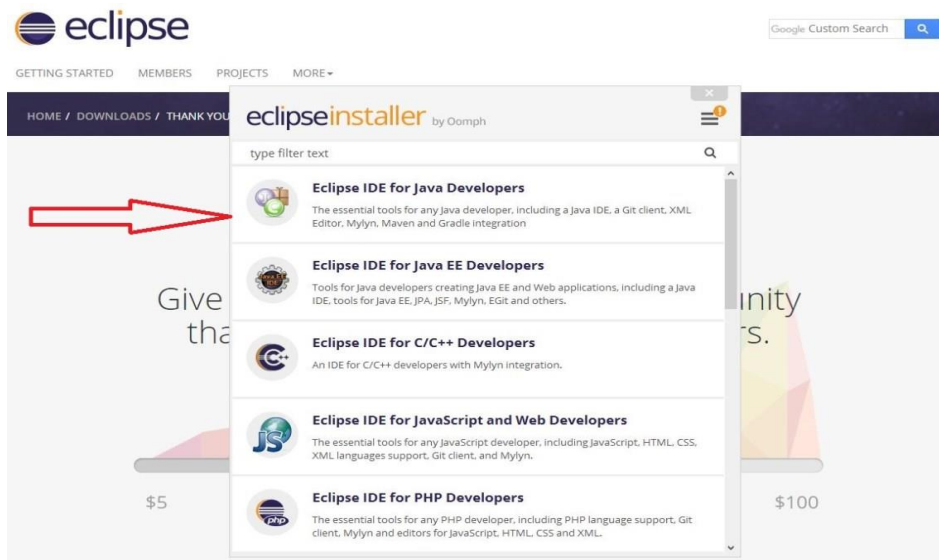 eclipse
Google Custom Search
GETTING STARTED MEMBERS PROJECTS MORE
HOME / DOWNLOADS / THANK YOU
eclipseinstaller by Oomph
!
type filter text
Eclipse IDE for Java Developers
The essential tools for any Java developer, including a Java IDE, a Git client, XML
Editor, Mylyn, Maven and Gradle integration
Java EE
IDE
Eclipse IDE for Java EE Developers
Tools for Java developers creating Java EE and Web applications, including a Java
IDE, tools for Java EE, JPA, JSF, Mylyn, EGit and others.
C++
Eclipse IDE for C/C++ Developers
An IDE for C/C++ developers with Mylyn integration.
JS
Eclipse IDE for JavaScript and Web Developers
The essential tools for any JavaScript developer, including JavaScript, HTML, CSS,
XML languages support, Git client, and Mylyn.
php
Eclipse IDE for PHP Developers
The essential tools for any PHP developer, including PHP language support, Git
client, Mylyn and editors for JavaScript, HTML, CSS and XML.
Give
$5 $100